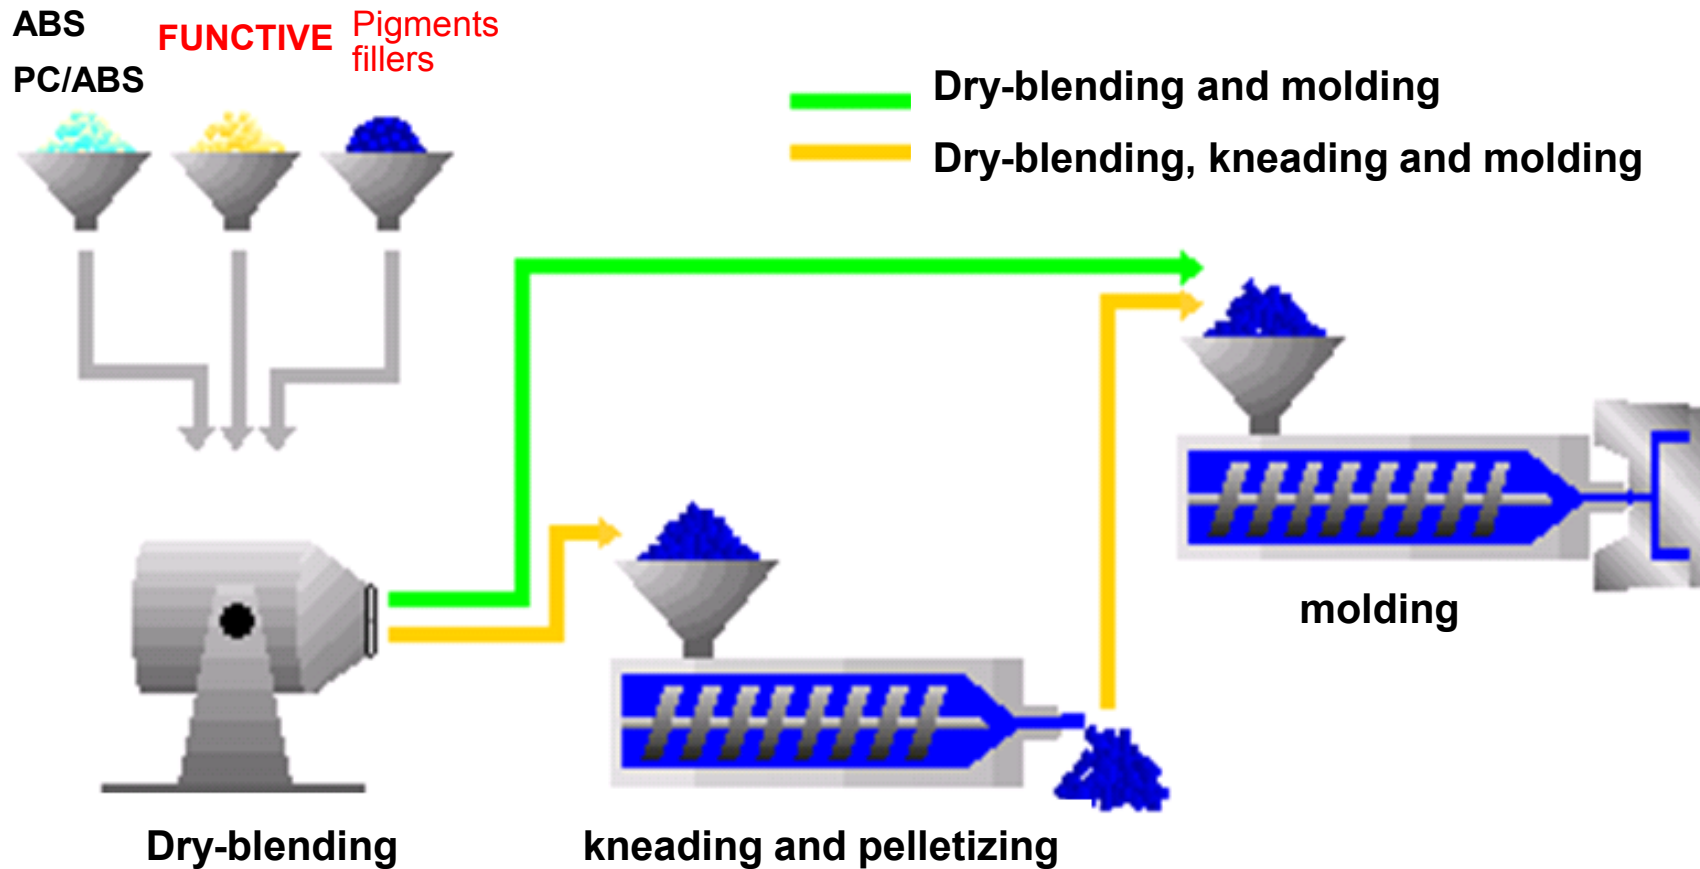 ABS
PC/ABS
FUNCTIVE
Pigments
fillers
Dry-blending and molding
Dry-blending, kneading and molding
molding
Dry-blending
kneading and pelletizing